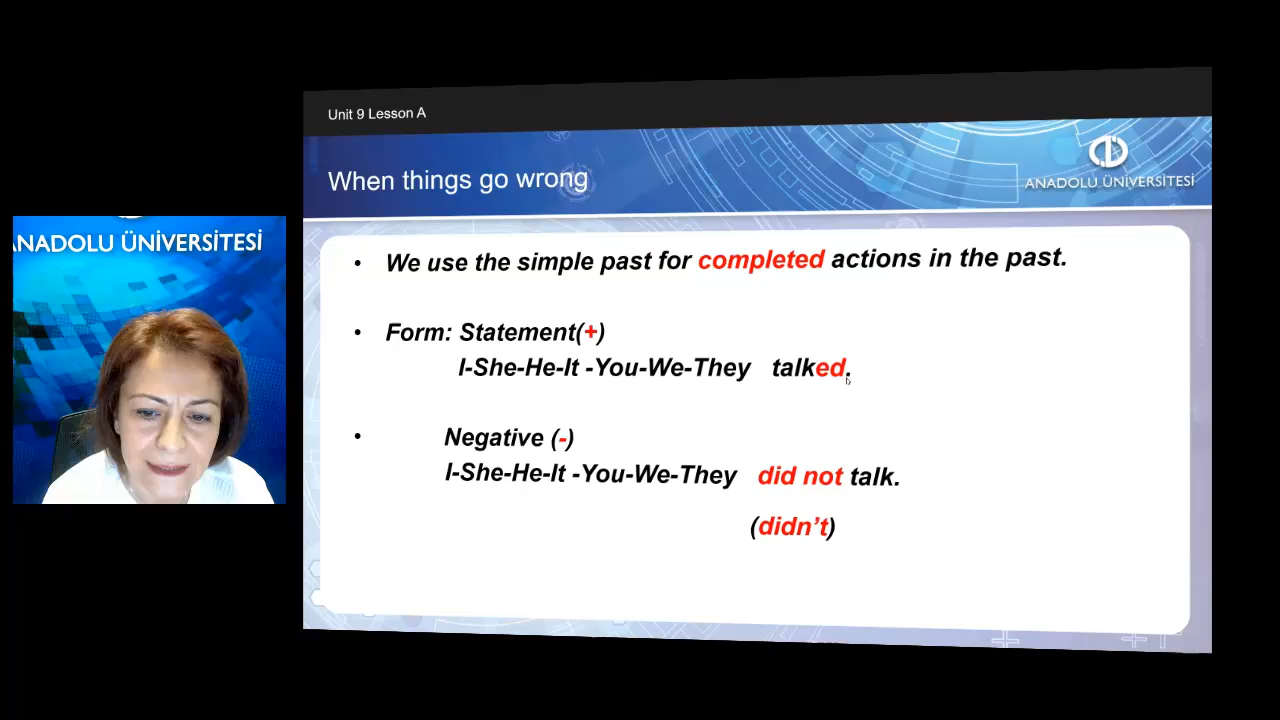 Unit 9 Lesson A
When things go wrong
ANADOLU ÜNİVERSİTESİ
ANADOLU ÜNİVERSİTESİ
• We use the simple past for completed actions in the past.
• Form: Statement(+)
I-She-He-It -You-We-They talked.
• Negative (-)
I-She-He-It -You-We-They did not talk.
(didn't)